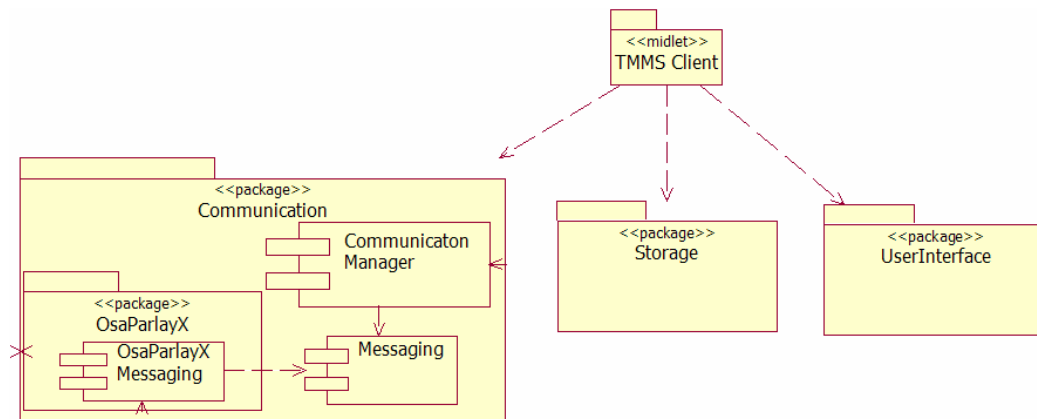 <<midlet>>
TMMS Client
<<package>>
Communication
Communicaton
Manager
<<package>>
OsaParlayX
OsaParlayX
Messaging
Messaging
<<package>>
Storage
<<package>>
UserInterface